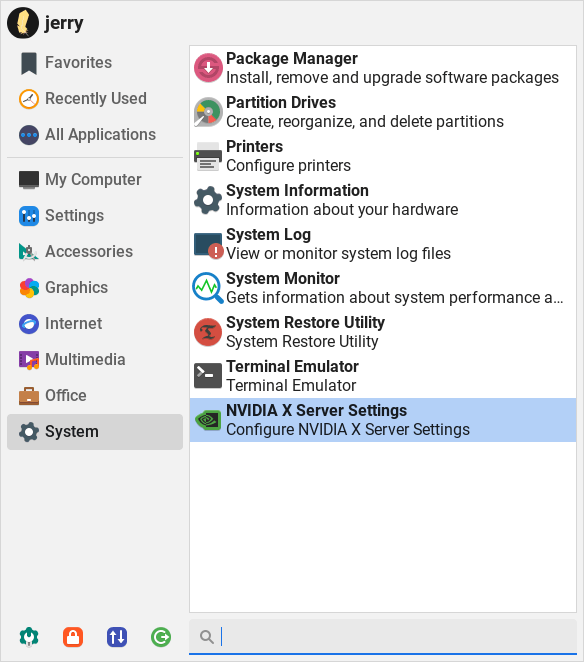 jerry
Favorites
Recently Used
All Applications
My Computer
Settings
Accessories
Graphics
Internet
Multimedia
Office
System
Package Manager
Install, remove and upgrade software packages
Partition Drives
Create, reorganize, and delete partitions
Printers
Configure printers
System Information
Information about your hardware
System Log
View or monitor system log files
System Monitor
Gets information about system performance a...
System Restore Utility
System Restore Utility
Terminal Emulator
Terminal Emulator
NVIDIA X Server Settings
Configure NVIDIA X Server Settings